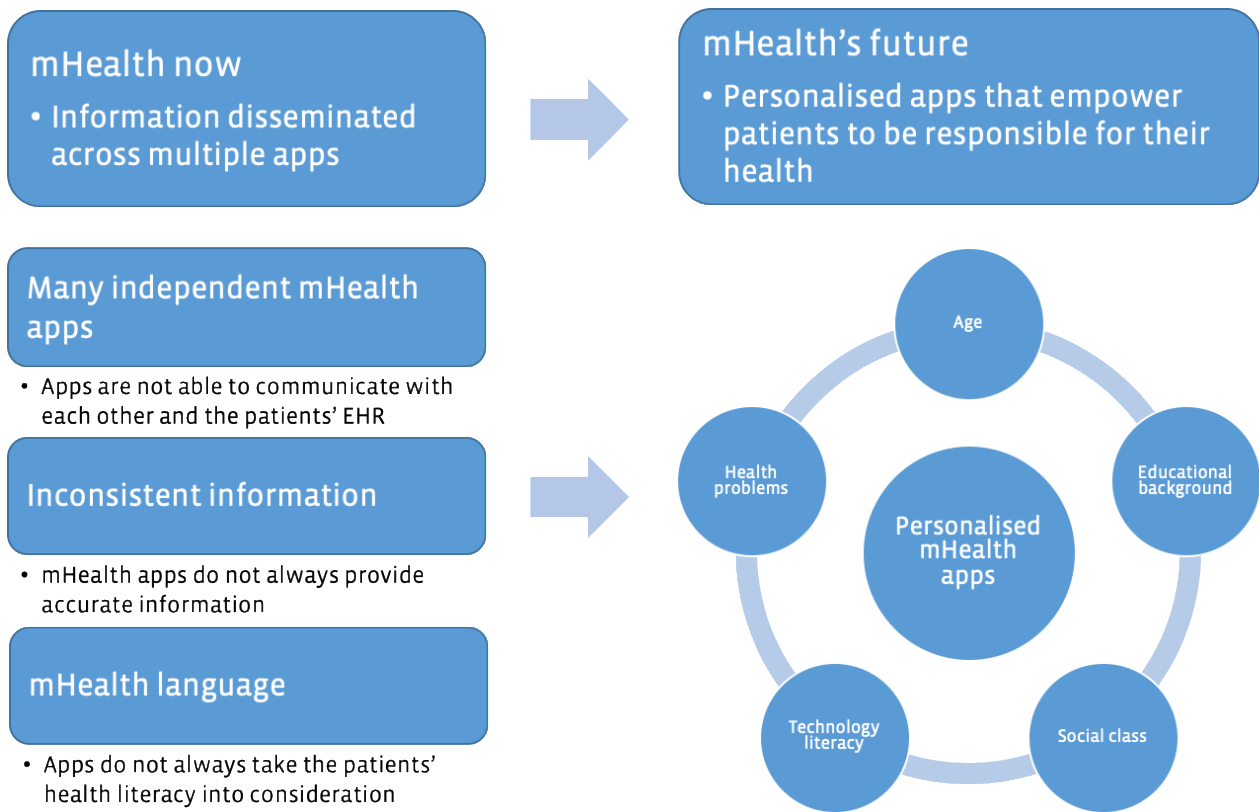 mHealth now
• Information disseminated
across multiple apps
mHealth's future
• Personalised apps that empower
patients to be responsible for their
health
Many independent mHealth
apps
• Apps are not able to communicate with
each other and the patients' EHR
Inconsistent information
• mHealth apps do not always provide
accurate information
mHealth language
• Apps do not always take the patients'
health literacy into consideration
Age
Health
problems
Educational
background
Personalised
mHealth
apps
Technology
literacy
Social class